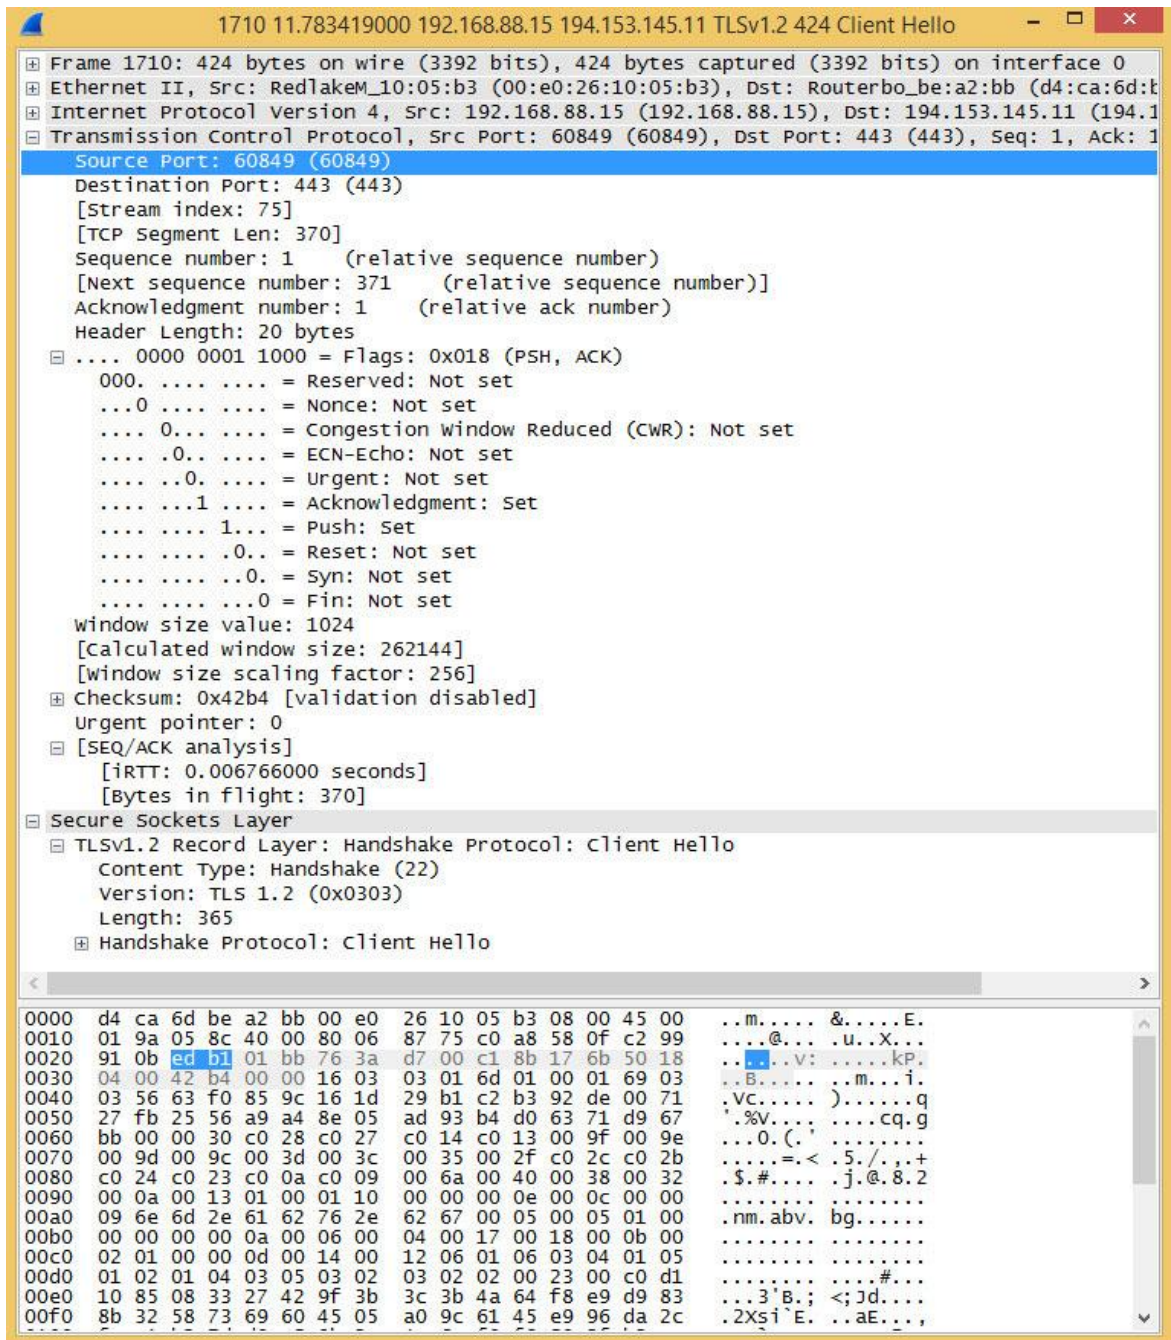 1710 11.783419000 192.168.88.15 194.153.145.11 TLSv1.2 424 Client Hello
Frame 1710: 424 bytes on wire (3392 bits), 424 bytes captured (3392 bits) on interface 0
Ethernet II, Src: RedlakeM_10:05:b3 (00:e0:26:10:05:b3), Dst: Routerbo_be:a2:bb (d4:ca:6d:b
Internet Protocol Version 4, Src: 192.168.88.15 (192.168.88.15), Dst: 194.153.145.11 (194.1
Transmission Control Protocol, Src Port: 60849 (60849), Dst Port: 443 (443), Seq: 1, Ack: 1
Source Port: 60849 (60849)
Destination Port: 443 (443)
[Stream index: 75]
[TCP Segment Len: 370]
Sequence number: 1 (relative sequence number)
[Next sequence number: 371 (relative sequence number)]
Acknowledgment number: 1 (relative ack number)
Header Length: 20 bytes
.... 0000 0001 1000 = Flags: 0x018 (PSH, ACK)
000. .... .... = Reserved: Not set
...0 .... .... = Nonce: Not set
.... 0... .... = Congestion Window Reduced (CWR): Not set
.... .0.. .... = ECN-Echo: Not set
.... ..0. .... = Urgent: Not set
.... ...1 .... = Acknowledgment: Set
.... .... 1... = Push: Set
.... .... .0.. = Reset: Not set
.... .... ..0. = Syn: Not set
.... .... ...0 = Fin: Not set
Window size value: 1024
[Calculated window size: 262144]
[Window size scaling factor: 256]
Checksum: 0x42b4 [validation disabled]
Urgent pointer: 0
[SEQ/ACK analysis]
[iRTT: 0.006766000 seconds]
[Bytes in flight: 370]
Secure Sockets Layer
TLSv1.2 Record Layer: Handshake Protocol: Client Hello
Content Type: Handshake (22)
Version: TLS 1.2 (0x0303)
Length: 365
Handshake Protocol: Client Hello
0000 d4 ca 6d be a2 bb 00 e0 26 10 05 b3 08 00 45 00 ..m..... &.....E.
0010 01 9a 05 8c 40 00 80 06 87 75 c0 a8 58 0f c2 99 ....@... .u..X...
0020 91 0b ed b1 01 bb 76 3a d7 00 c1 8b 17 6b 50 18 ......v: .....kP.
0030 04 00 42 b4 00 00 16 03 03 01 6d 01 00 01 69 03 ..B..... ..m...i.
0040 03 56 63 f0 85 9c 16 1d 29 b1 c2 b3 92 de 00 71 .Vc..... )......q
0050 27 fb 25 56 a9 a4 8e 05 ad 93 b4 d0 63 71 d9 67 '.%V.... ....cq.g
0060 bb 00 00 30 c0 28 c0 27 c0 14 c0 13 00 9f 00 9e ...0.(.' ........
0070 00 9d 00 9c 00 3d 00 3c 00 35 00 2f c0 2c c0 2b .....=.< .5./.,.+
0080 c0 24 c0 23 c0 0a c0 09 00 6a 00 40 00 38 00 32 .$.#.... .j.@.8.2
0090 00 0a 00 13 01 00 01 10 00 00 00 0e 00 0c 00 00 ........ ........
00a0 09 6e 6d 2e 61 62 76 2e 62 67 00 05 00 05 01 00 .nm.abv. bg......
00b0 00 00 00 00 0a 00 06 00 04 00 17 00 18 00 0b 00 ........ ........
00c0 02 01 00 00 0d 00 14 00 12 06 01 06 03 04 01 05 ........ ........
00d0 01 02 01 04 03 05 03 02 03 02 02 00 23 00 c0 d1 ........ ....#...
00e0 10 85 08 33 27 42 9f 3b 3c 3b 4a 64 f8 e9 d9 83 ...3'B.; <;Jd....
00f0 8b 32 58 73 69 60 45 05 a0 9c 61 45 e9 96 da 2c .2Xsi`E. ..aE...,